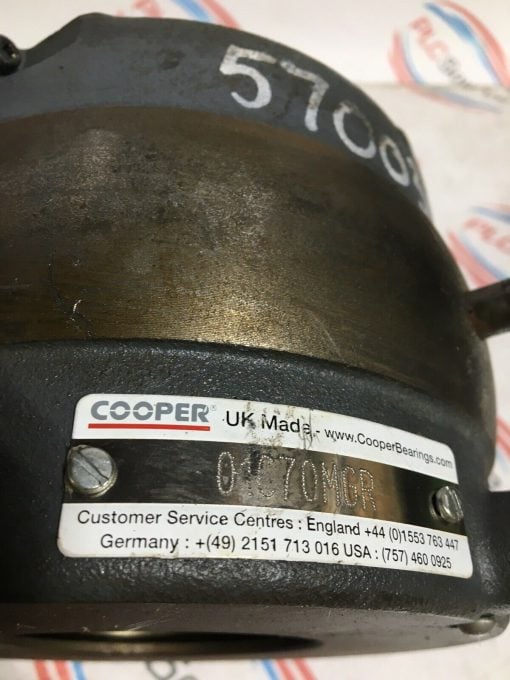 5700
COOPER® UK Made - www.CooperBearings.com
01C70MGR
Customer Service Centres : England +44 (0)1553 763 447
Germany : +(49) 2151 713 016 USA : (757) 460 0925